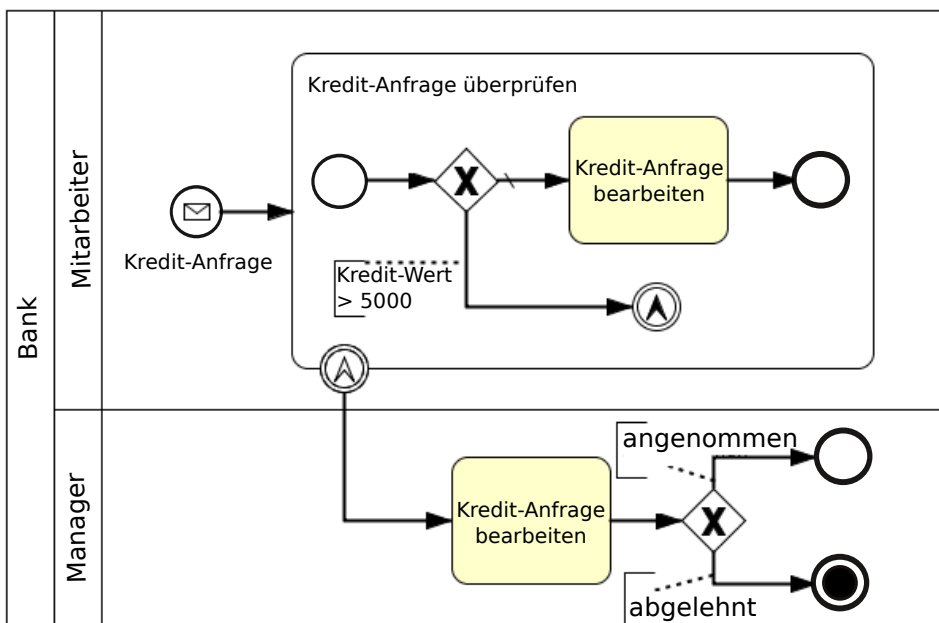 Bank
Mitarbeiter
Kredit-Anfrage überprüfen
Kredit-Anfrage
bearbeiten
Kredit-Anfrage
Kredit-Wert
> 5000
Manager
angenommen
Kredit-Anfrage
bearbeiten
abgelehnt